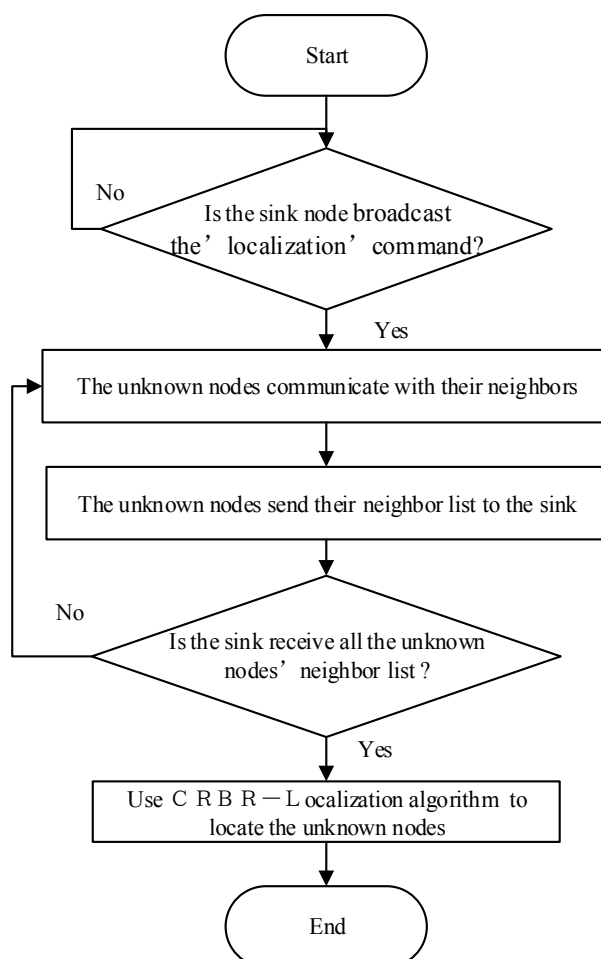 Start
No
Is the sink node broadcast
the’ localization’ command?
Yes
The unknown nodes communicate with their neighbors
The unknown nodes send their neighbor list to the sink
No
Is the sink receive all the unknown
nodes’ neighbor list ?
Yes
Use ＣＲＢＲ－Ｌocalization algorithm to
locate the unknown nodes
End